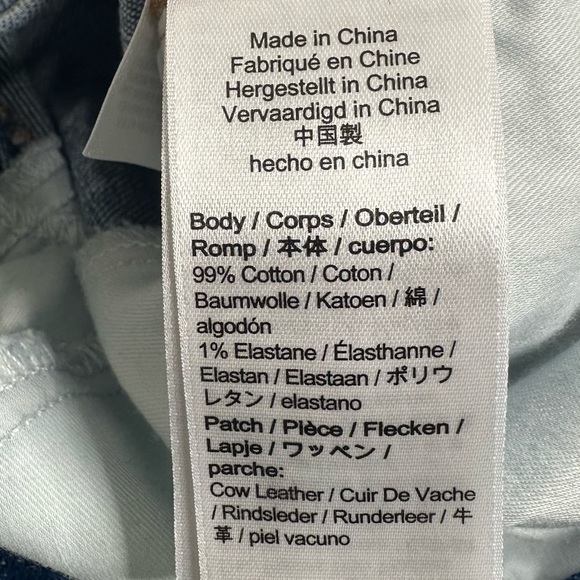 Made in China
Fabriqué en Chine
Hergestellt in China
Vervaardigd in China
中国製
hecho en china
Body / Corps / Oberteil /
Romp / 本体 / cuerpo:
99% Cotton / Coton /
Baumwolle / Katoen / 綿 /
algodón
1% Elastane / Élasthanne /
Elastan / Elastaan / ポリウ
レタン / elastano
Patch / Pièce / Flecken /
Lapje / ワッペン /
parche:
Cow Leather / Cuir De Vache
/ Rindsleder / Runderleer / 牛
革 / piel vacuno